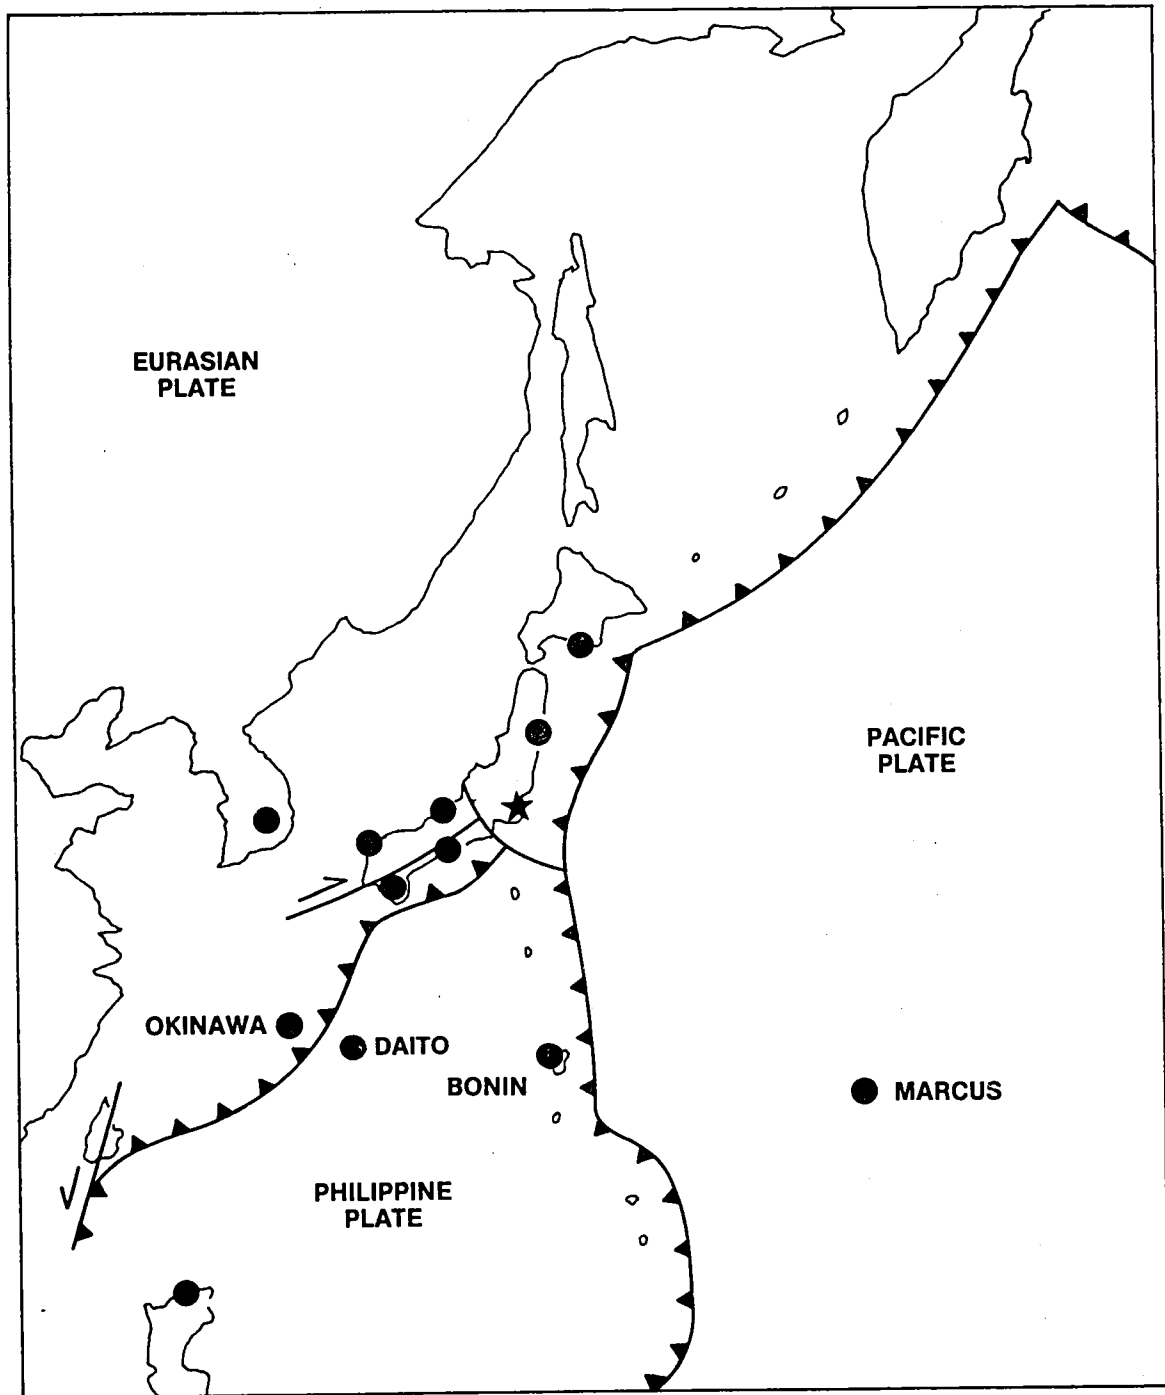 EURASIAN
PLATE
PACIFIC
PLATE
OKINAWA
DAITO
BONIN
MARCUS
PHILIPPINE
PLATE